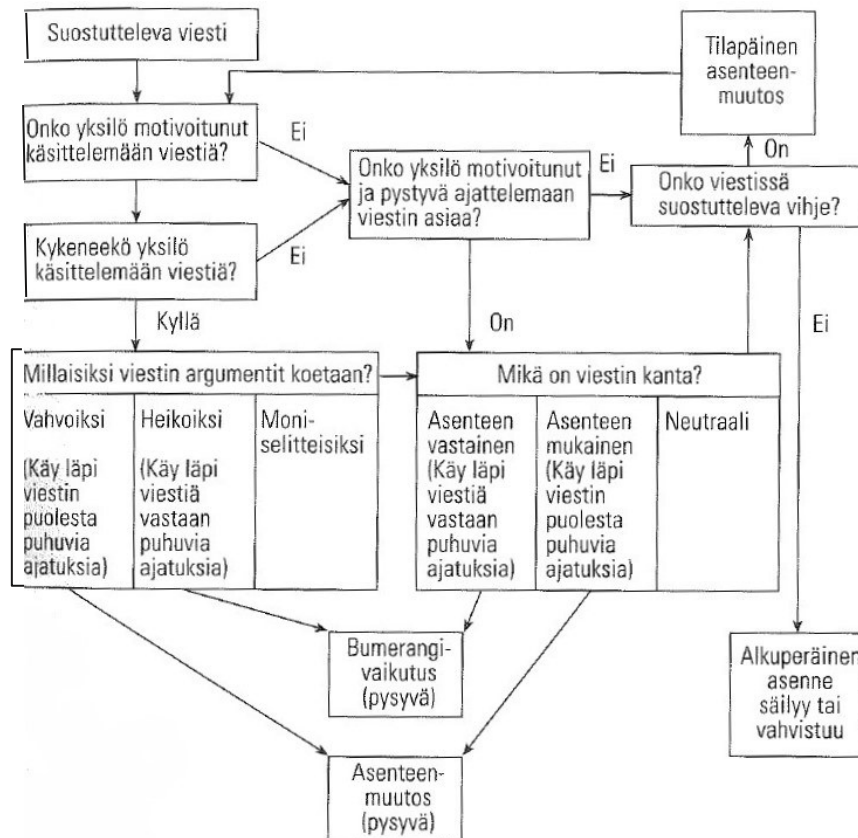 Suostutteleva viesti
Tilapäinen
asenteen-
muutos
Onko yksilö motivoitunut
käsittelemään viestiä?
Ei
Onko yksilö motivoitunut
ja pystyvä ajattelemaan
viestin asiaa?
Ei
On
Onko viestissä
suostutteleva vihje?
Kykeneekö yksilö
käsittelemään viestiä?
Ei
Kyllä
On
Ei
Millaisiksi viestin argumentit koetaan?
Vahvoiksi
(Käy läpi
viestin
puolesta
puhuvia
ajatuksia)
Heikoiksi
(Käy läpi
viestiä
vastaan
puhuvia
ajatuksia)
Moni-
selitteisiksi
Mikä on viestin kanta?
Asenteen
vastainen
(Käy läpi
viestiä
vastaan
puhuvia
ajatuksia)
Asenteen
mukainen
(Käy läpi
viestin
puolesta
puhuvia
ajatuksia)
Neutraali
Bumerangi-
vaikutus
(pysyvä)
Alkuperäinen
asenne
säilyy tai
vahvistuu
Asenteen-
muutos
(pysyvä)